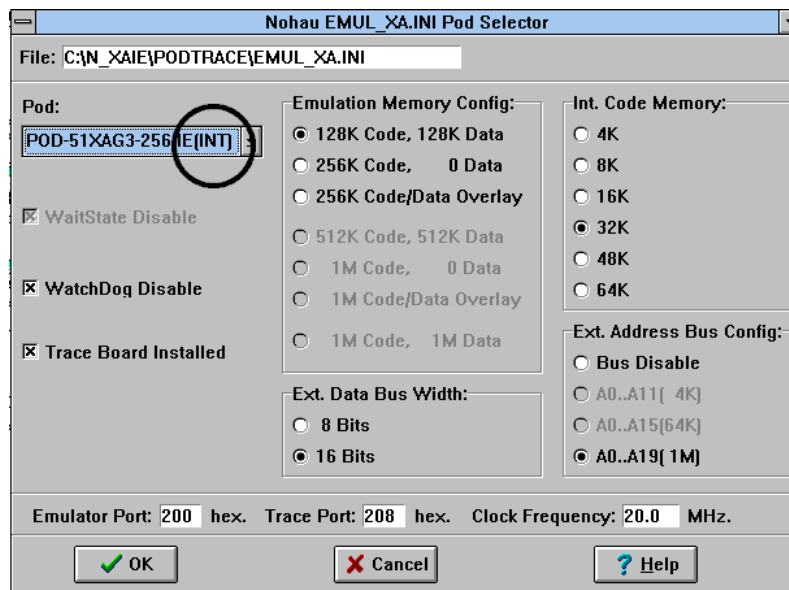 Nohau EMUL_XA.INI Pod Selector
File: C:\N_XAIE\PODTRACE\EMUL_XA.INI
Pod:
POD-51XAG3-256/IE(INT)
WaitState Disable
WatchDog Disable
Trace Board Installed
Emulation Memory Config:
128K Code, 128K Data
256K Code, 0 Data
256K Code/Data Overlay
512K Code, 512K Data
1M Code, 0 Data
1M Code/Data Overlay
1M Code, 1M Data
Ext. Data Bus Width:
8 Bits
16 Bits
Int. Code Memory:
4K
8K
16K
32K
48K
64K
Ext. Address Bus Config:
Bus Disable
A0..A11( 4K)
A0..A15(64K)
A0..A19( 1M)
Emulator Port: 200 hex. Trace Port: 208 hex. Clock Frequency: 20.0 MHz.
OK Cancel ? Help